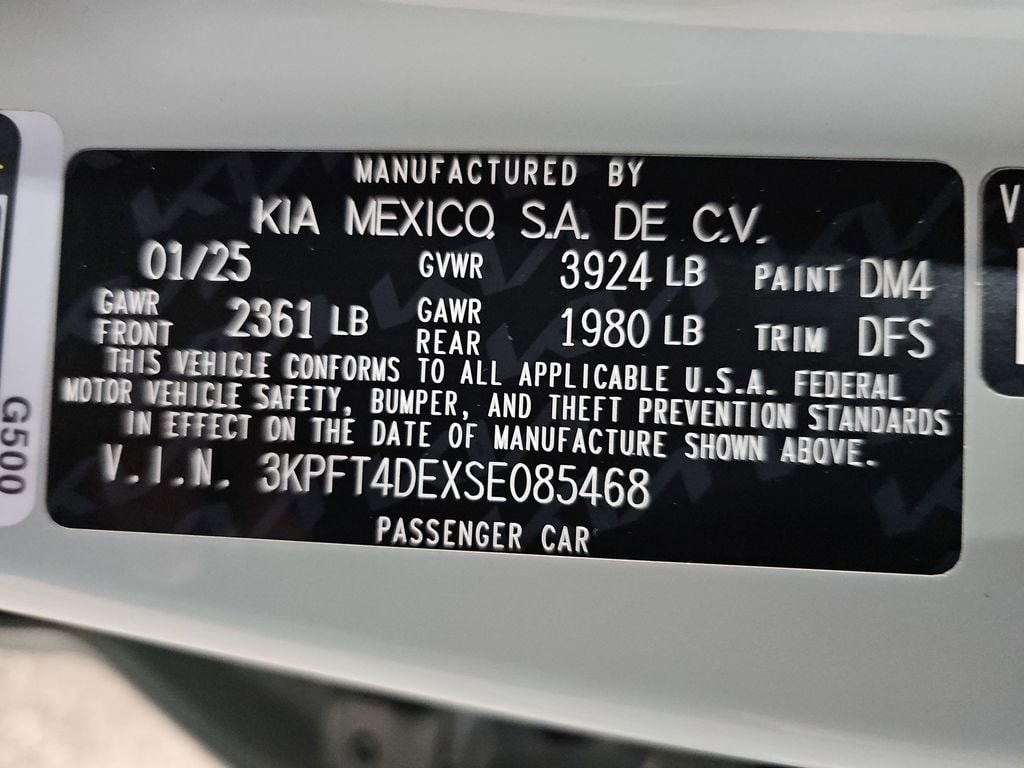 MANUFACTURED BY
KIA MEXICO, S.A. DE C.V.
01/25 GVWR 3924 LB PAINT DM4
GAWR FRONT 2361 LB GAWR REAR 1980 LB TRIM DFS
THIS VEHICLE CONFORMS TO ALL APPLICABLE U.S.A. FEDERAL
MOTOR VEHICLE SAFETY, BUMPER, AND THEFT PREVENTION STANDARDS
IN EFFECT ON THE DATE OF MANUFACTURE SHOWN ABOVE.
V.I.N. 3KPFT4DEXSE085468
PASSENGER CAR
G500